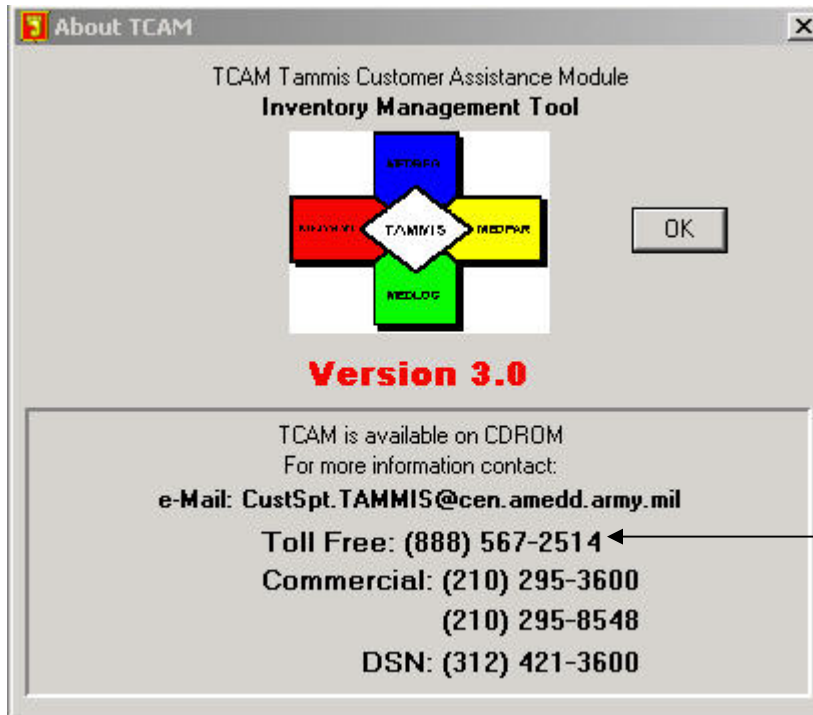 About TCAM
TCAM Tammis Customer Assistance Module
Inventory Management Tool
TAMMIS
MEDPAR
MEDLOG
OK
Version 3.0
TCAM is available on CDROM
For more information contact:
e-Mail: CustSpt.TAMMIS@cen.amedd.army.mil
Toll Free: (888) 567-2514
Commercial: (210) 295-3600
(210) 295-8548
DSN: (312) 421-3600